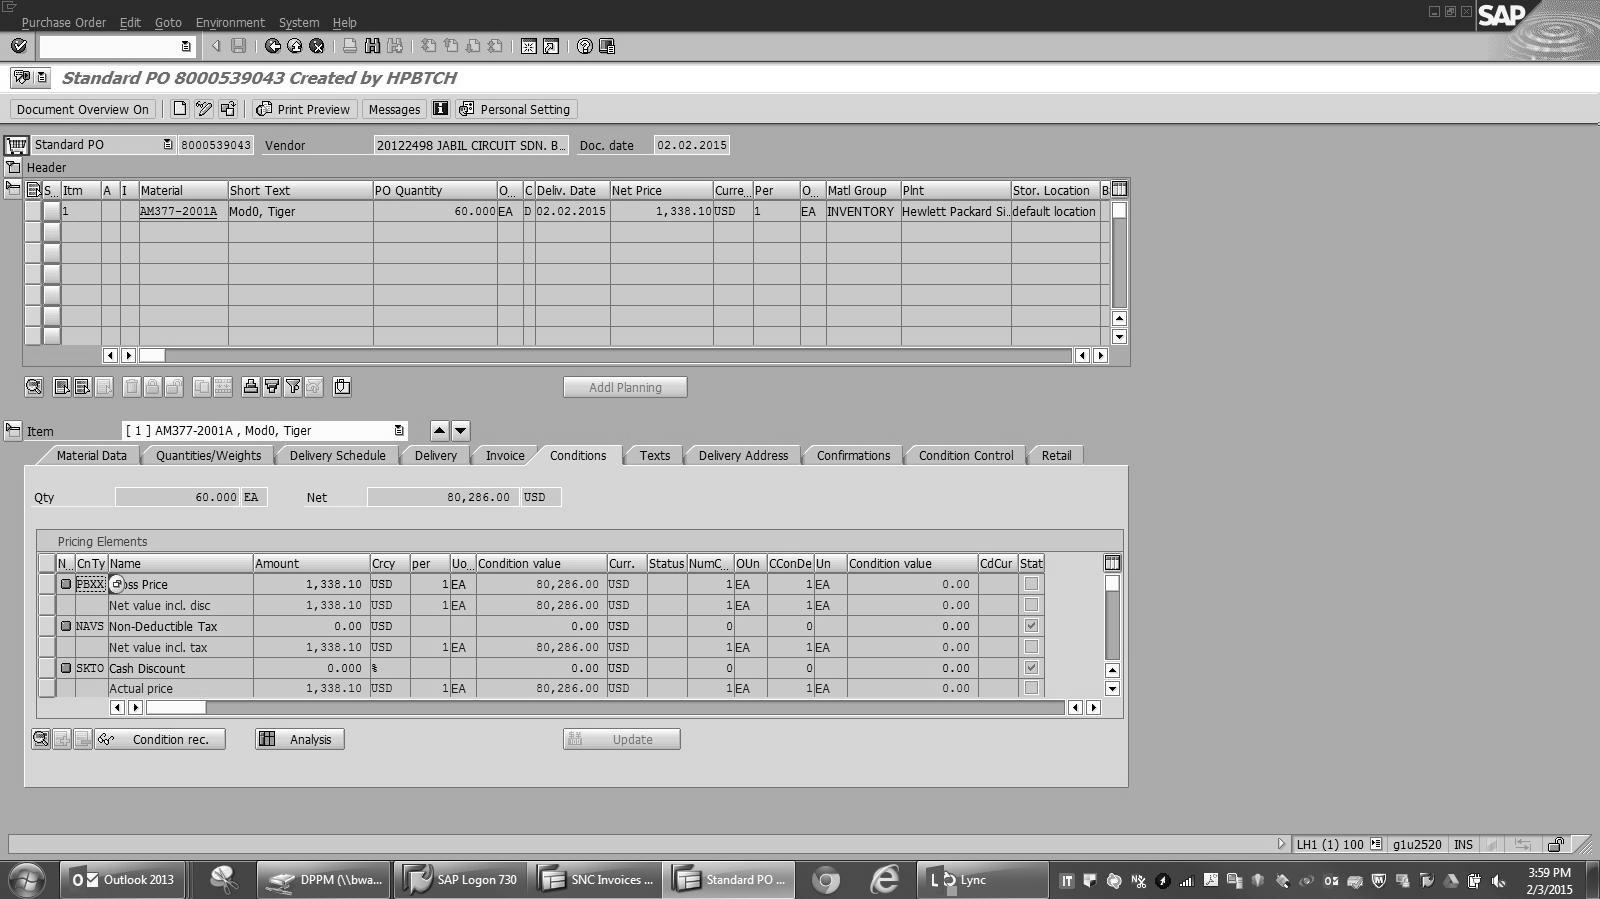 Purchase Order Edit Goto Environment System Help
SAP
Standard PO 8000539043 Created by HPBTCH
Document Overview On Print Preview Messages Personal Setting
Standard PO 8000539043 Vendor 20122498 JABIL CIRCUIT SDN. B... Doc. date 02.02.2015
Header
S.. Itm A I Material Short Text PO Quantity O... C Deliv. Date Net Price Curre... Per O... Matl Group Plnt Stor. Location B
1 AM377-2001A Mod0, Tiger 60.000 EA D 02.02.2015 1,338.10 USD 1 EA INVENTORY Hewlett Packard Si... default location
Addl Planning
Item [ 1 ] AM377-2001A , Mod0, Tiger
Material Data Quantities/Weights Delivery Schedule Delivery Invoice Conditions Texts Delivery Address Confirmations Condition Control Retail
Qty 60.000 EA Net 80,286.00 USD
Pricing Elements
N.. CnTy Name Amount Crcy per Uo... Condition value Curr. Status NumC... OUn CConDe Un Condition value CdCur Stat
PBXX oss Price 1,338.10 USD 1 EA 80,286.00 USD 1 EA 1 EA 0.00
Net value incl. disc 1,338.10 USD 1 EA 80,286.00 USD 1 EA 1 EA 0.00
NAVS Non-Deductible Tax 0.00 USD 0.00 USD 0 0 0.00
Net value incl. tax 1,338.10 USD 1 EA 80,286.00 USD 1 EA 1 EA 0.00
SKTO Cash Discount 0.000 % 0.00 USD 0 0 0.00
Actual price 1,338.10 USD 1 EA 80,286.00 USD 1 EA 1 EA 0.00
Condition rec. Analysis Update
LH1 (1) 100 g1u2520 INS
Outlook 2013 DPPM (\\bwa... SAP Logon 730 SNC Invoices ... Standard PO ... Lync 3:59 PM
2/3/2015